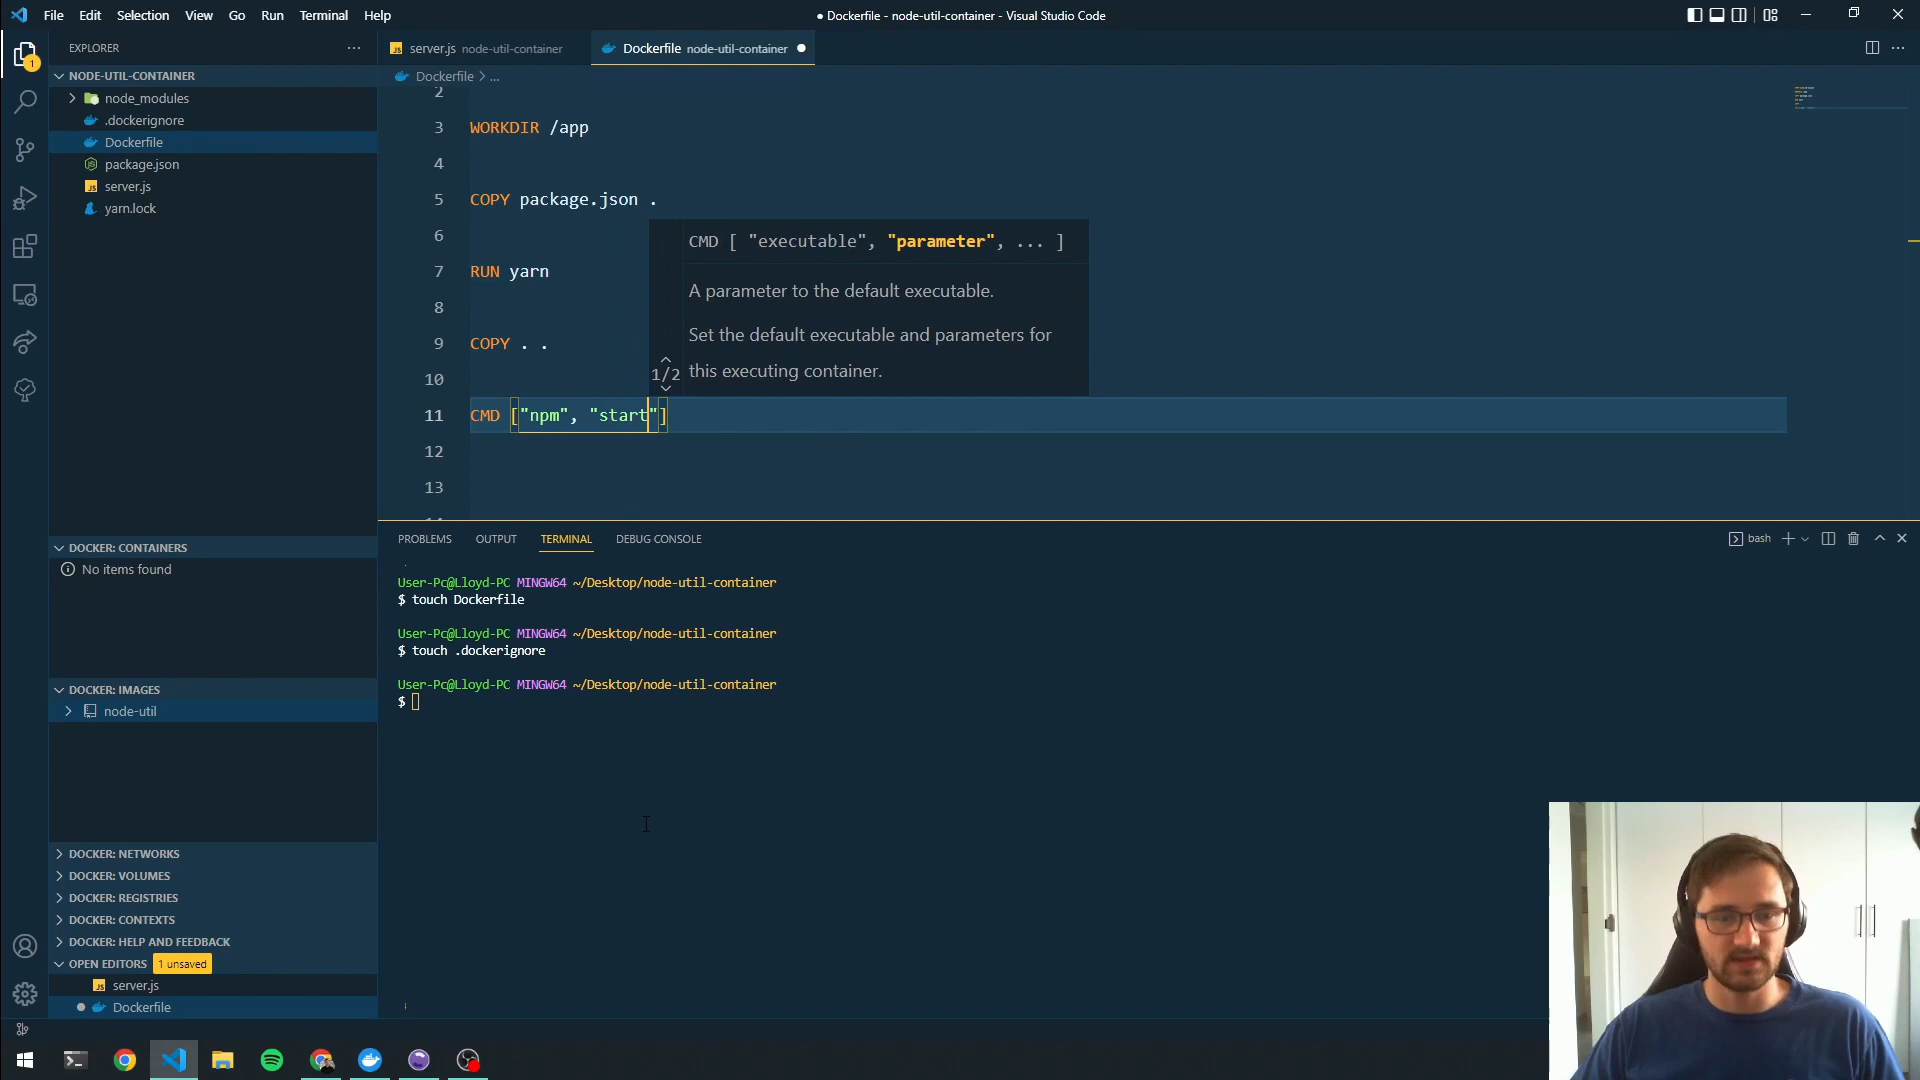 File Edit Selection View Go Run Terminal Help
● Dockerfile - node-util-container - Visual Studio Code
EXPLORER
server.js node-util-container
Dockerfile node-util-container
NODE-UTIL-CONTAINER
node_modules
.dockerignore
Dockerfile
package.json
server.js
yarn.lock
Dockerfile > ...
2
3 WORKDIR /app
4
5 COPY package.json .
6
7 RUN yarn
8
9 COPY . .
10
11 CMD ["npm", "start"]
12
13
CMD [ "executable", "parameter", ... ]
A parameter to the default executable.
Set the default executable and parameters for
1/2 this executing container.
DOCKER: CONTAINERS
No items found
DOCKER: IMAGES
node-util
DOCKER: NETWORKS
DOCKER: VOLUMES
DOCKER: REGISTRIES
DOCKER: CONTEXTS
DOCKER: HELP AND FEEDBACK
OPEN EDITORS 1 unsaved
server.js
Dockerfile
PROBLEMS OUTPUT TERMINAL DEBUG CONSOLE
bash
User-Pc@Lloyd-PC MINGW64 ~/Desktop/node-util-container
$ touch Dockerfile
User-Pc@Lloyd-PC MINGW64 ~/Desktop/node-util-container
$ touch .dockerignore
User-Pc@Lloyd-PC MINGW64 ~/Desktop/node-util-container
$